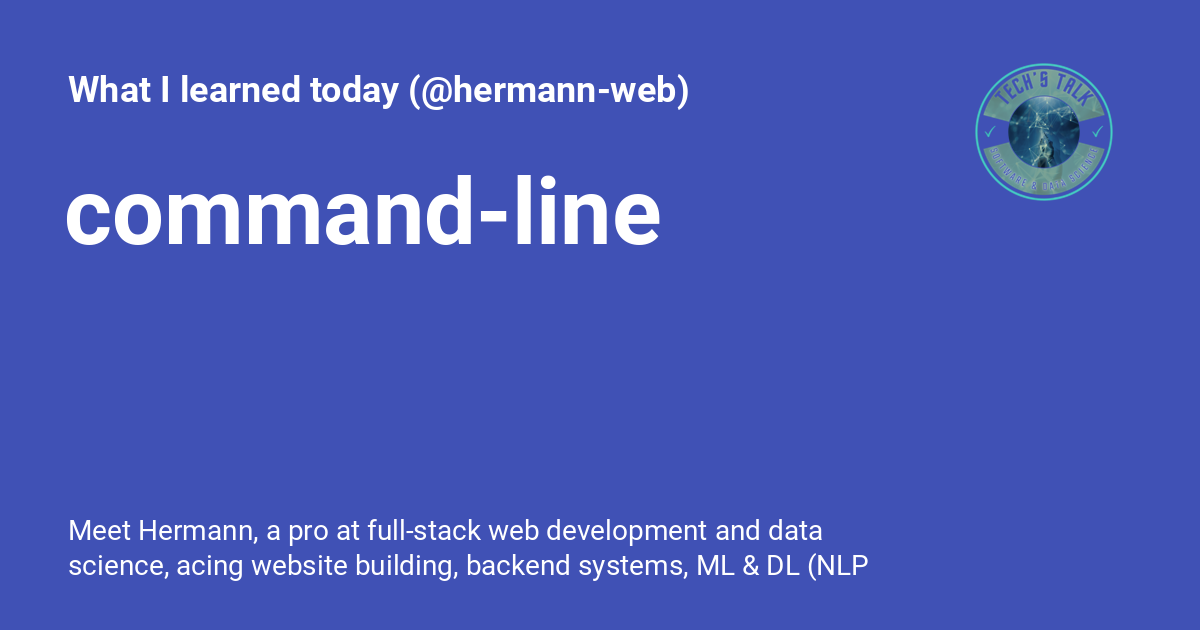 What I learned today (@hermann-web)
TECH'S TALK
SOFTWARE & DATA SCIENCE
command-line
Meet Hermann, a pro at full-stack web development and data
science, acing website building, backend systems, ML & DL (NLP